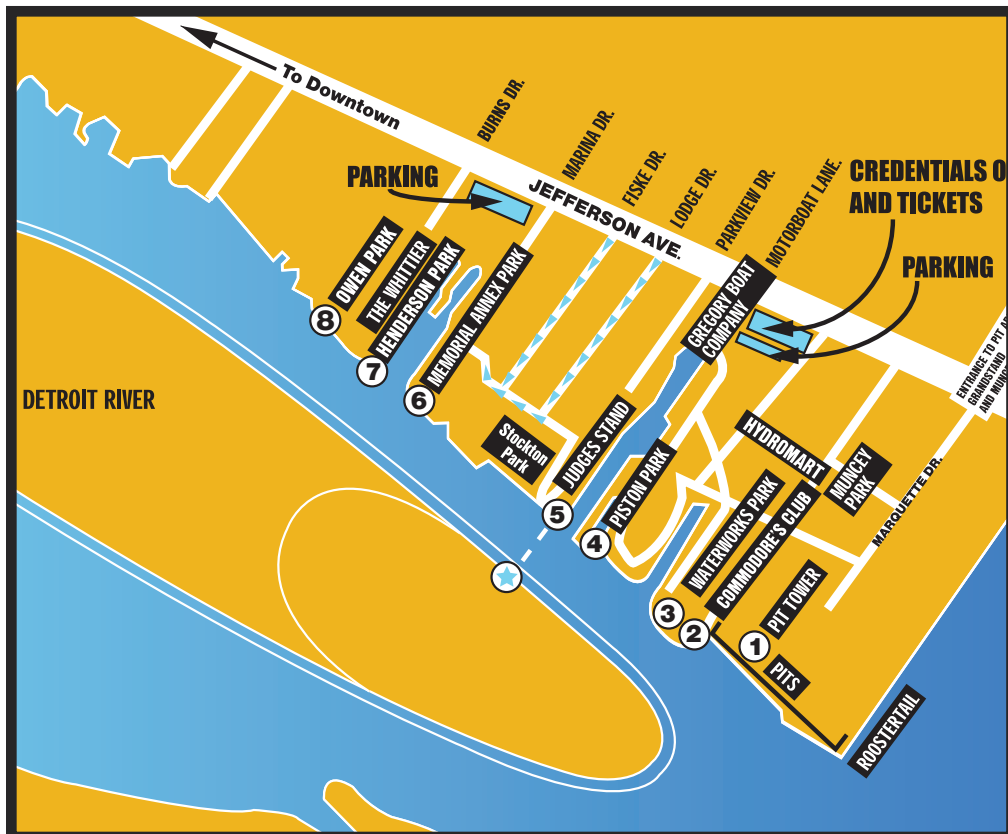 To Downtown
BURNS DR.
MARINA DR.
FISKE DR.
LODGE DR.
PARKVIEW DR.
MOTORBOAT LANE.
JEFFERSON AVE.
PARKING
CREDENTIALS O
AND TICKETS
PARKING
GREGORY BOAT
COMPANY
ENTRANCE TO PIT
GRANDSTAND
AND
OWEN PARK
8
THE WHITTIER
HENDERSON PARK
7
MEMORIAL ANNEX PARK
6
DETROIT RIVER
Stockton
Park
JUDGES STAND
5
PISTON PARK
4
HYDROMART
MUNCEY
PARK
MARQUETTE DR.
WATERWORKS PARK
3
COMMODORE'S CLUB
2
PIT TOWER
1
PITS
ROOSTERTAIL